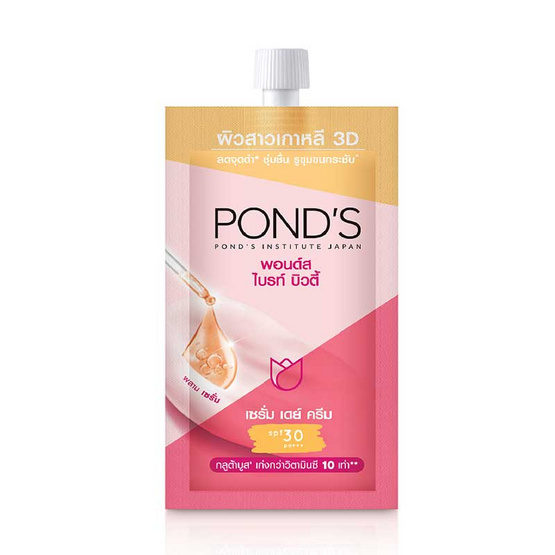 ผิวสาวเกาหลี 3D
ลดจุดด่ำ* ชุ่มชื่น รูขุมขนกระชับ^
POND'S
POND'S INSTITUTE JAPAN
พอนด์ส
ไบรท์ บิวตี้
ผสาน เซรั่ม
เซรั่ม เดย์ ครีม
SPF30
PA+++
กลูต้าบูส' เก่งกว่าวิตามินซี 10 เท่า**